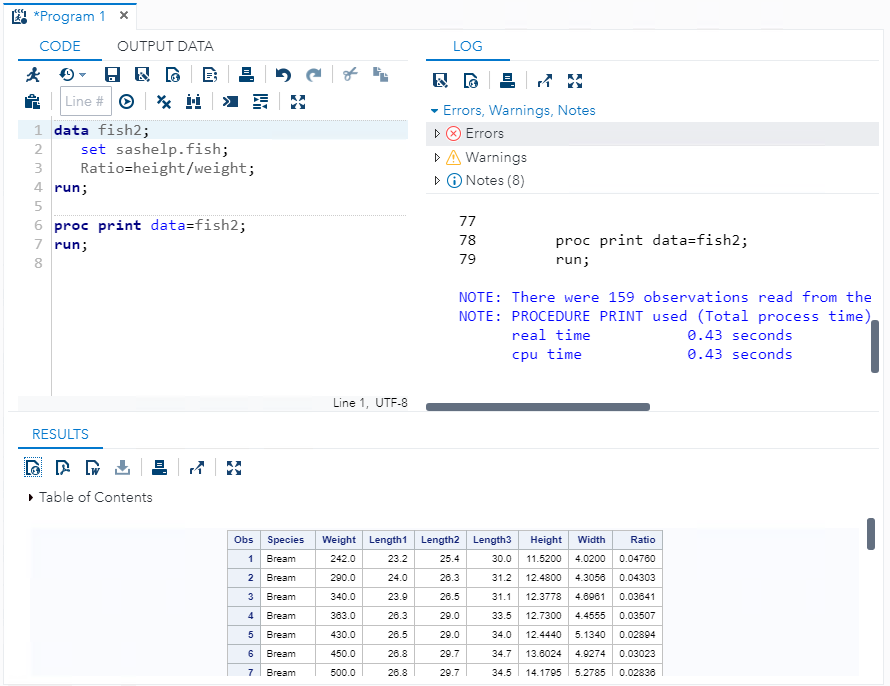 *Program 1 ×
CODE OUTPUT DATA
Line #
1 data fish2;
2 set sashelp.fish;
3 Ratio=height/weight;
4 run;
5
6 proc print data=fish2;
7 run;
8
Line 1, UTF-8
LOG
Errors, Warnings, Notes
Errors
Warnings
Notes (8)
77
78 proc print data=fish2;
79 run;
NOTE: There were 159 observations read from the
NOTE: PROCEDURE PRINT used (Total process time)
real time 0.43 seconds
cpu time 0.43 seconds
RESULTS
Table of Contents
Obs Species Weight Length1 Length2 Length3 Height Width Ratio
1 Bream 242.0 23.2 25.4 30.0 11.5200 4.0200 0.04760
2 Bream 290.0 24.0 26.3 31.2 12.4800 4.3056 0.04303
3 Bream 340.0 23.9 26.5 31.1 12.3778 4.6961 0.03641
4 Bream 363.0 26.3 29.0 33.5 12.7300 4.4555 0.03507
5 Bream 430.0 26.5 29.0 34.0 12.4440 5.1340 0.02894
6 Bream 450.0 26.8 29.7 34.7 13.6024 4.9274 0.03023
7 Bream 500.0 26.8 29.7 34.5 14.1795 5.2785 0.02836